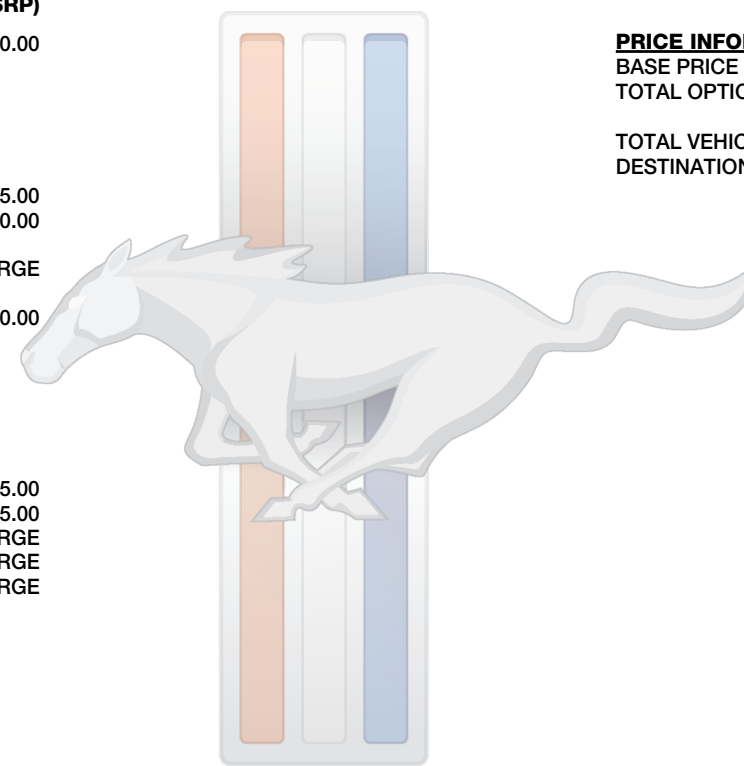 SRP)
0.00
5.00
0.00
RGE
0.00
5.00
5.00
RGE
RGE
RGE
PRICE INFO
BASE PRICE
TOTAL OPTIO
TOTAL VEHIC
DESTINATION